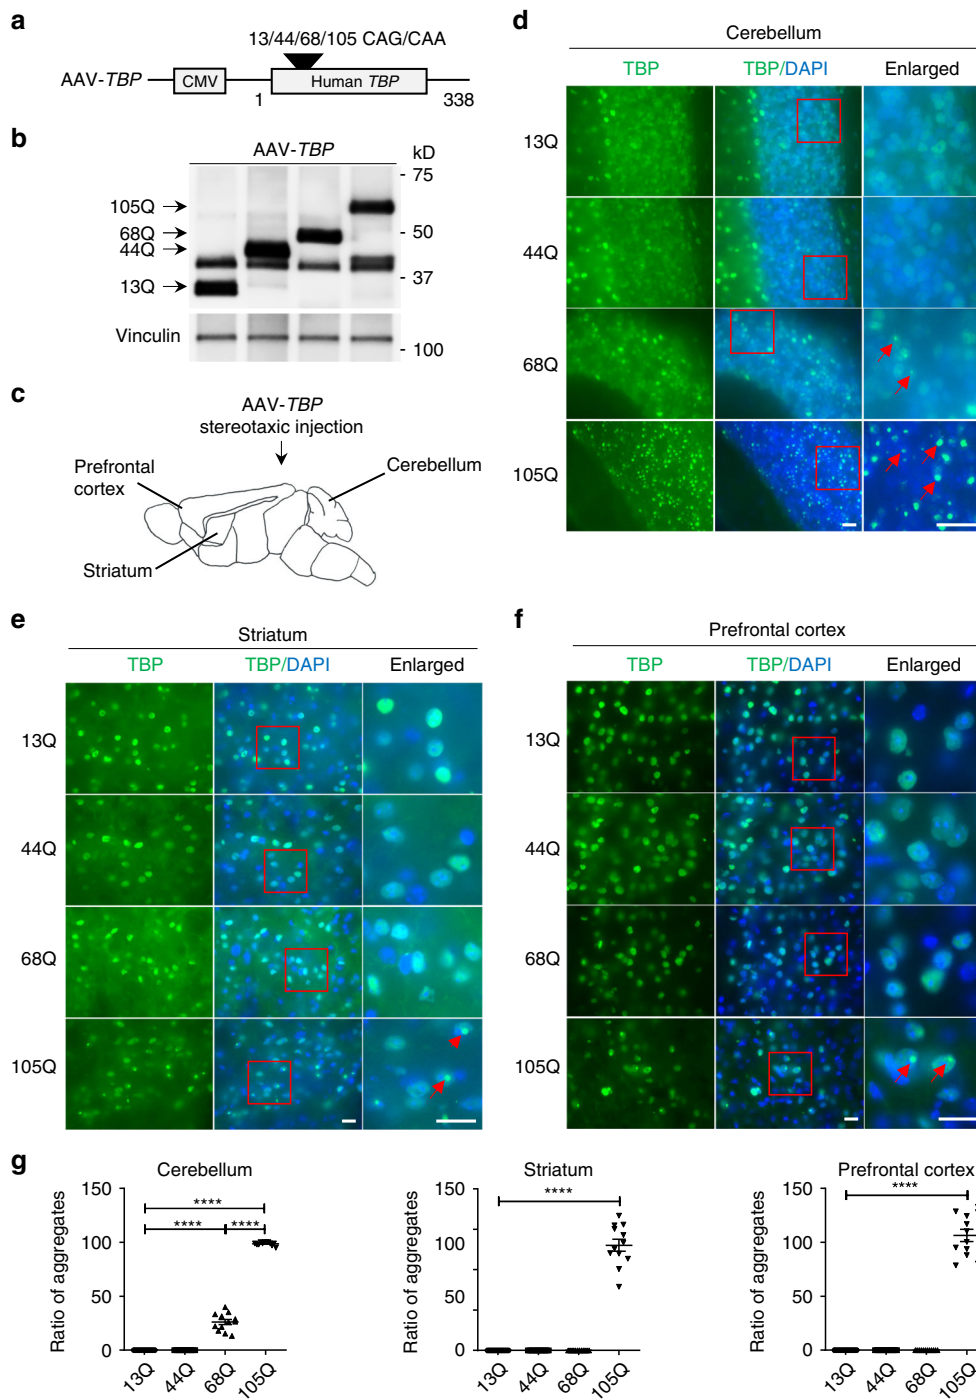 a
13/44/68/105 CAG/CAA
AAV-TBP
CMV
Human TBP
1
338
b
AAV-TBP
kD
75
105Q
68Q
50
44Q
37
13Q
Vinculin
100
c
AAV-TBP
stereotaxic injection
Prefrontal
cortex
Cerebellum
Striatum
d
Cerebellum
TBP
TBP/DAPI
Enlarged
13Q
44Q
68Q
105Q
e
Striatum
TBP
TBP/DAPI
Enlarged
13Q
44Q
68Q
105Q
f
Prefrontal cortex
TBP
TBP/DAPI
Enlarged
13Q
44Q
68Q
105Q
g
Cerebellum
Ratio of aggregates
150
100
50
0
****
**** ****
13Q 44Q 68Q 105Q
Striatum
Ratio of aggregates
150
100
50
0
****
13Q 44Q 68Q 105Q
Prefrontal cortex
Ratio of aggregates
150
100
50
0
****
13Q 44Q 68Q 105Q